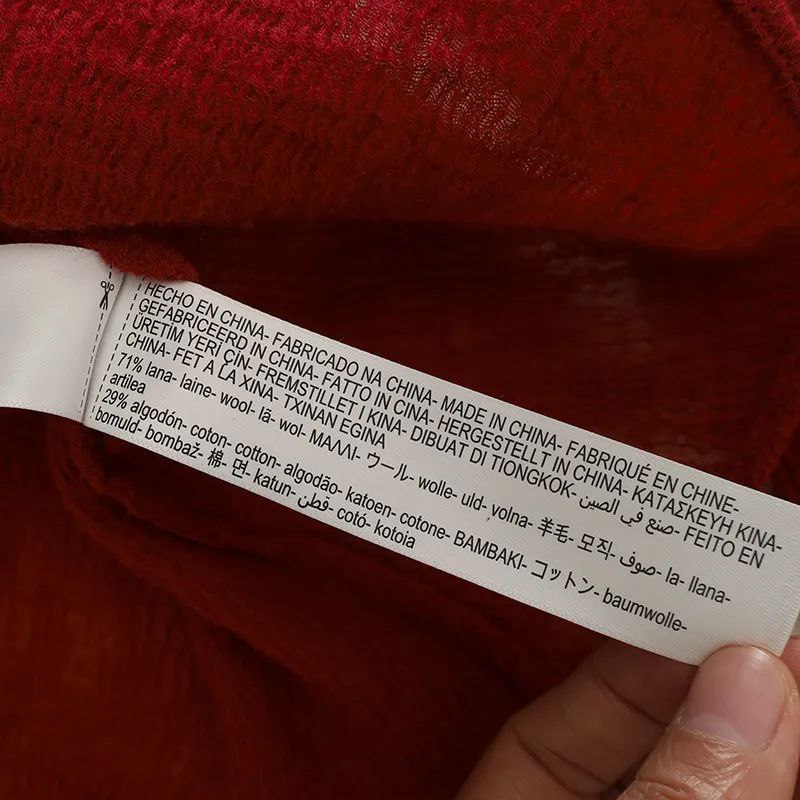 HECHO EN CHINA- FABRICADO NA CHINA- MADE IN CHINA- FABRIQUÉ EN CHINE-
GEFABRICEERD IN CHINA- FATTO IN CINA- HERGESTELLT IN CHINA- ΚΑΤΑΣΚΕΥΗ ΚΙΝΑ-
ÜRETİM YERİ ÇİN- FREMSTILLET I KINA- DIBUAT DI TIONGKOK- صنع في الصين- FEITO EN
CHINA- FET A LA XINA- TXINAN EGINA
71% lana- laine- wool- lã- wol- ΜΑΛΛΙ- ウール- wolle- uld- volna- 羊毛- 모직- صوف- la- llana-
artilea
29% algodón- coton- cotton- algodão- katoen- cotone- BAMBAKI- コットン- baumwolle-
bomuld- bombaž- 棉- 면- katun- قطن- cotó- kotoia